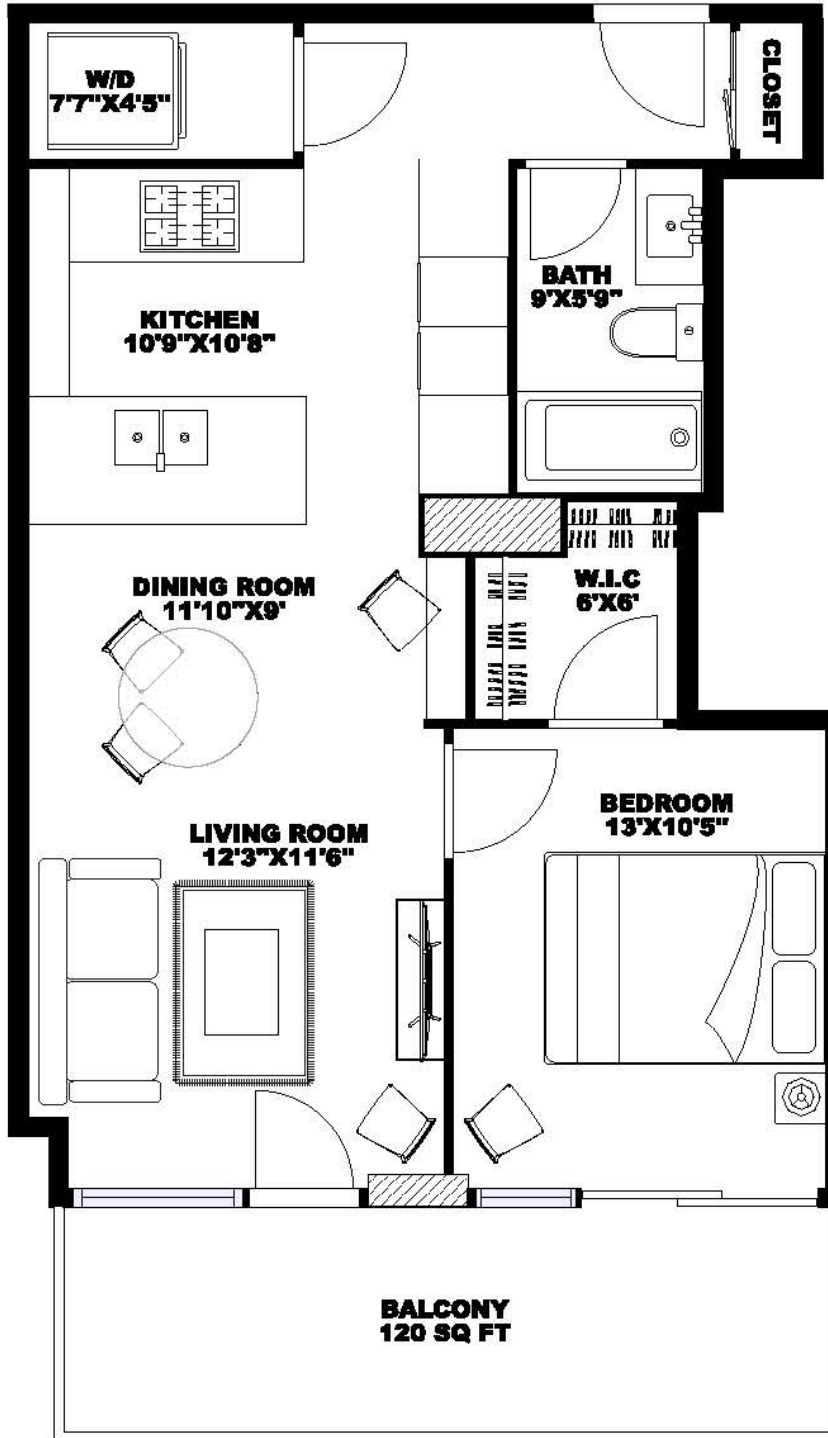 W/D
7'7"X4'5"
CLOSET
BATH
9'X5'9"
KITCHEN
10'9"X10'8"
DINING ROOM
11'10"X9'
W.I.C
6'X6'
LIVING ROOM
12'3"X11'6"
BEDROOM
13'X10'5"
BALCONY
120 SQ FT